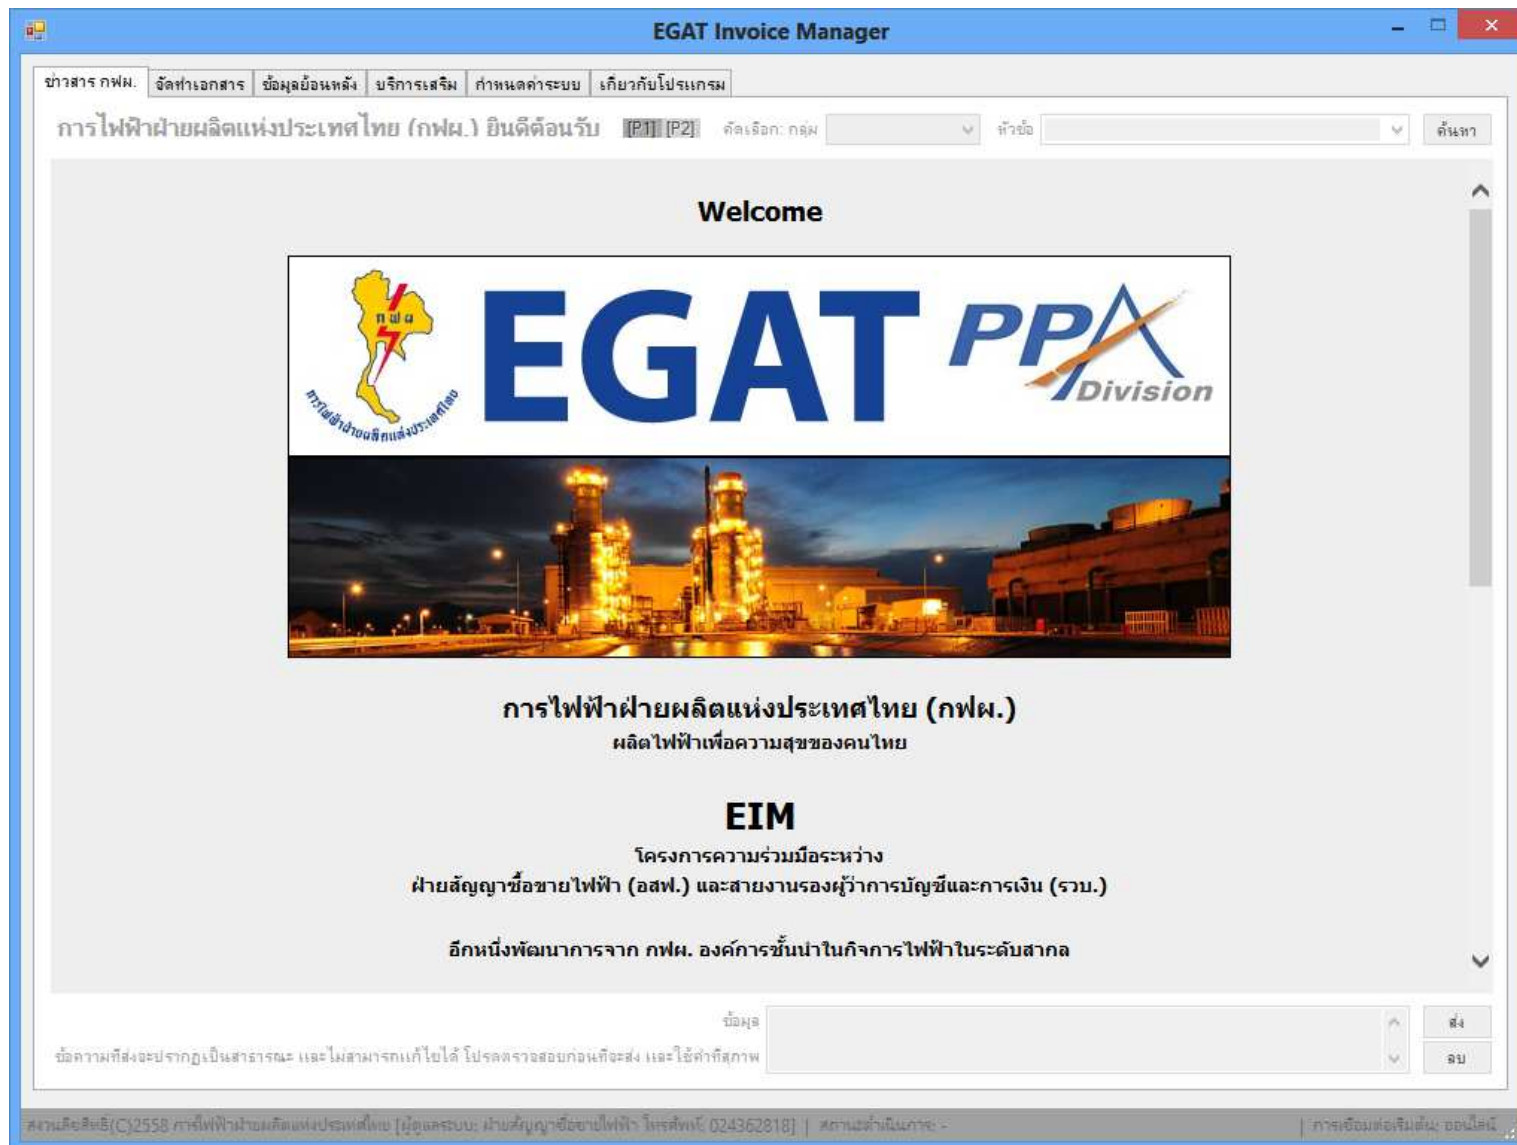 EGAT Invoice Manager
ข่าวสาร กฟผ. จัดทำเอกสาร ข้อมูลย้อนหลัง บริการเสริม กำหนดค่าระบบ เกี่ยวกับโปรแกรม
การไฟฟ้าฝ่ายผลิตแห่งประเทศไทย (กฟผ.) ยินดีต้อนรับ [P1] [P2] คัดเลือก: กลุ่ม หัวข้อ ค้นหา
Welcome
กฟผ
การไฟฟ้าฝ่ายผลิตแห่งประเทศไทย
EGAT
PPA
Division
การไฟฟ้าฝ่ายผลิตแห่งประเทศไทย (กฟผ.)
ผลิตไฟฟ้าเพื่อความสุขของคนไทย
EIM
โครงการความร่วมมือระหว่าง
ฝ่ายสัญญาซื้อขายไฟฟ้า (อสฟ.) และสายงานรองผู้ว่าการบัญชีและการเงิน (รวบ.)
อีกหนึ่งพัฒนาการจาก กฟผ. องค์การชั้นนำในกิจการไฟฟ้าในระดับสากล
ข้อมูล ส่ง
ข้อความที่ส่งจะปรากฏเป็นสาธารณะ และไม่สามารถแก้ไขได้ โปรดตรวจสอบก่อนที่จะส่ง และใช้คำที่สุภาพ ลบ
สงวนลิขสิทธิ์(C)2558 การไฟฟ้าฝ่ายผลิตแห่งประเทศไทย [ผู้ดูแลระบบ: ฝ่ายสัญญาซื้อขายไฟฟ้า โทรศัพท์: 024362818] | สถานะดำเนินการ: - | การเชื่อมต่อเริ่มต้น: ออนไลน์